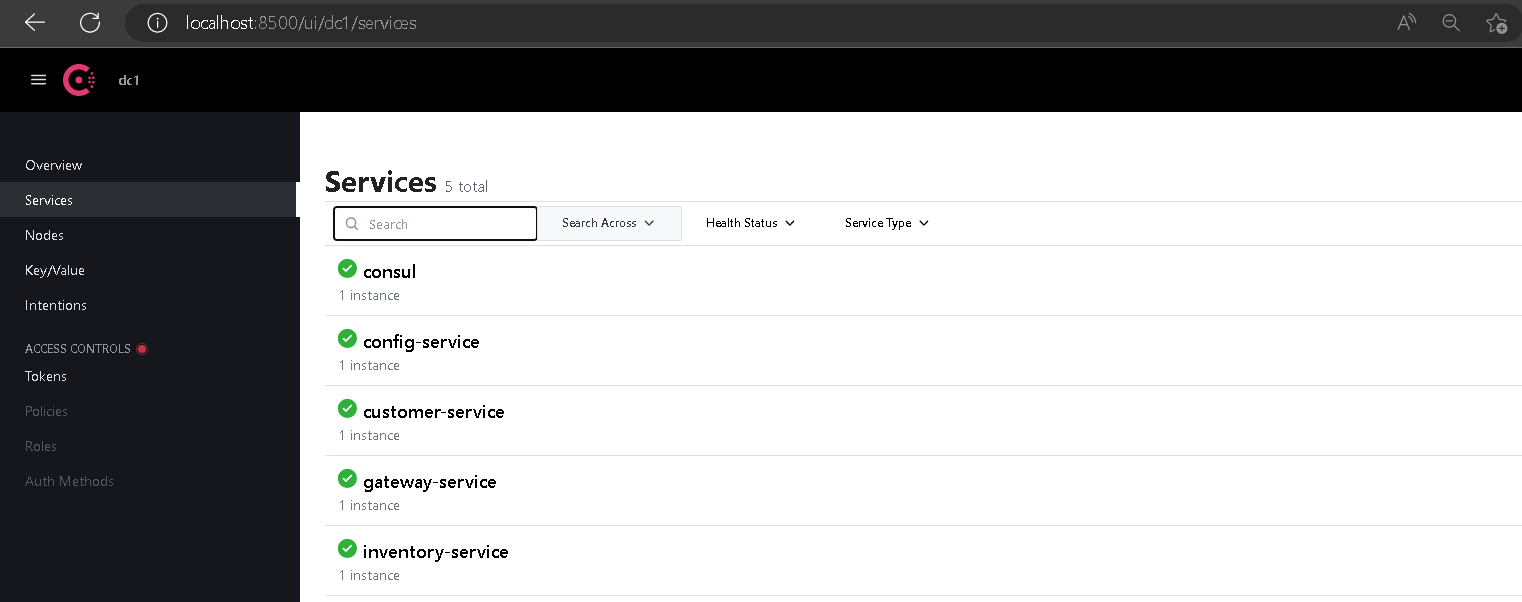 localhost:8500/ui/dc1/services
dc1
Overview
Services
Nodes
Key/Value
Intentions
ACCESS CONTROLS
Tokens
Policies
Roles
Auth Methods
Services 5 total
Search Search Across Health Status Service Type
consul
1 instance
config-service
1 instance
customer-service
1 instance
gateway-service
1 instance
inventory-service
1 instance